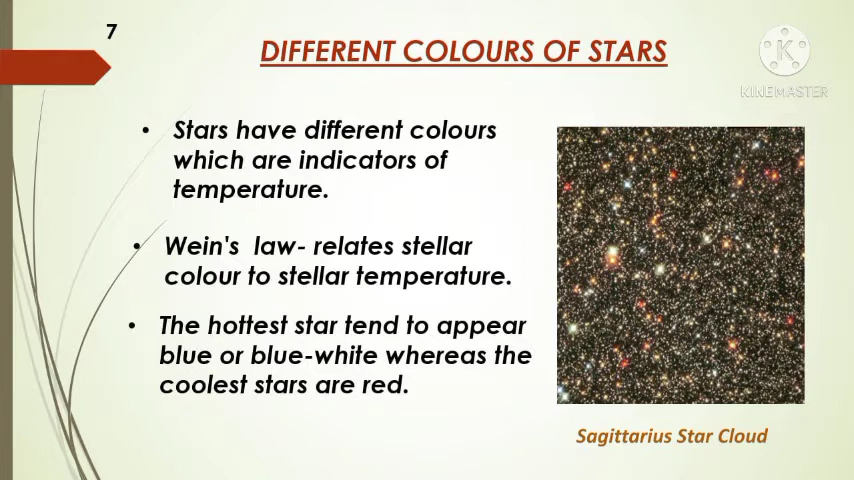 7
DIFFERENT COLOURS OF STARS
K
KINEMASTER
• Stars have different colours
which are indicators of
temperature.
• Wein's law- relates stellar
colour to stellar temperature.
• The hottest star tend to appear
blue or blue-white whereas the
coolest stars are red.
Sagittarius Star Cloud